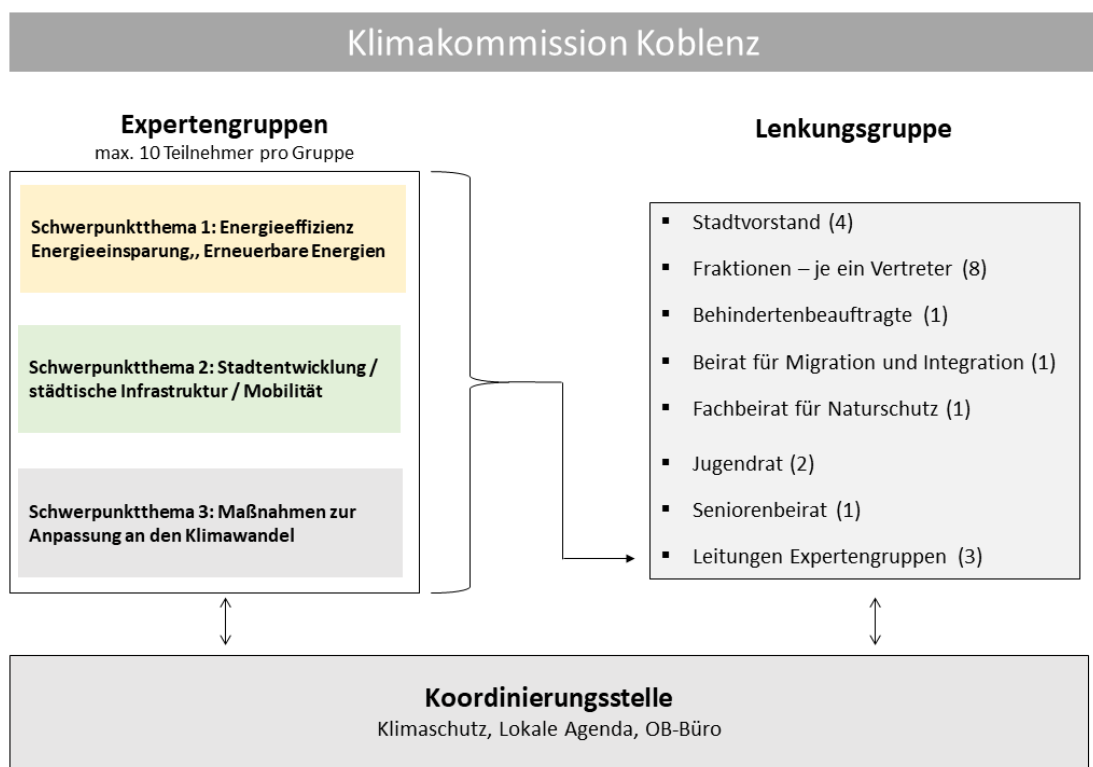 Klimakommission Koblenz
Expertengruppen
max. 10 Teilnehmer pro Gruppe
Schwerpunktthema 1: Energieeffizienz
Energieeinsparung,, Erneuerbare Energien
Schwerpunktthema 2: Stadtentwicklung /
städtische Infrastruktur / Mobilität
Schwerpunktthema 3: Maßnahmen zur
Anpassung an den Klimawandel
Lenkungsgruppe
▪ Stadtvorstand (4)
▪ Fraktionen – je ein Vertreter (8)
▪ Behindertenbeauftragte (1)
▪ Beirat für Migration und Integration (1)
▪ Fachbeirat für Naturschutz (1)
▪ Jugendrat (2)
▪ Seniorenbeirat (1)
▪ Leitungen Expertengruppen (3)
Koordinierungsstelle
Klimaschutz, Lokale Agenda, OB-Büro